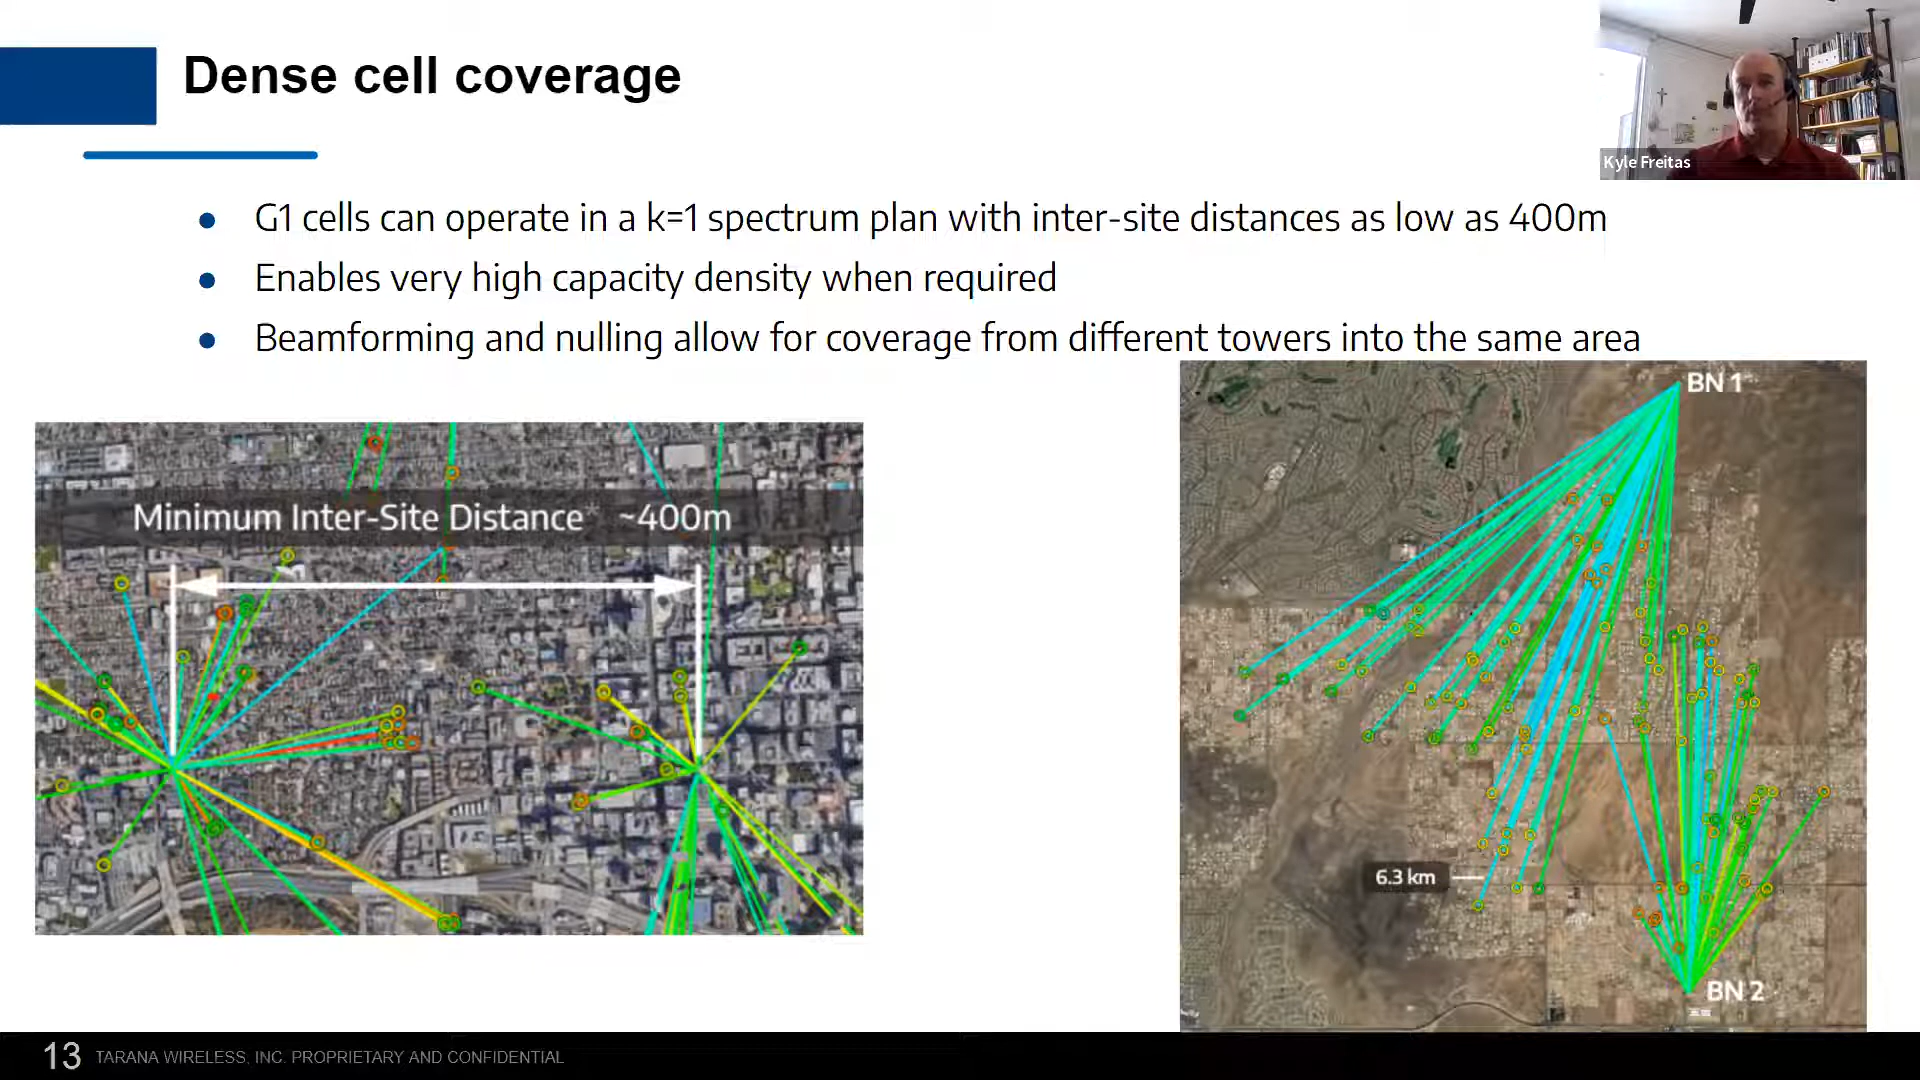 Dense cell coverage
Kyle Freitas
G1 cells can operate in a k=1 spectrum plan with inter-site distances as low as 400m
Enables very high capacity density when required
Beamforming and nulling allow for coverage from different towers into the same area
Minimum Inter-Site Distance* ~400m
BN 1
6.3 km
BN 2
13 TARANA WIRELESS, INC. PROPRIETARY AND CONFIDENTIAL